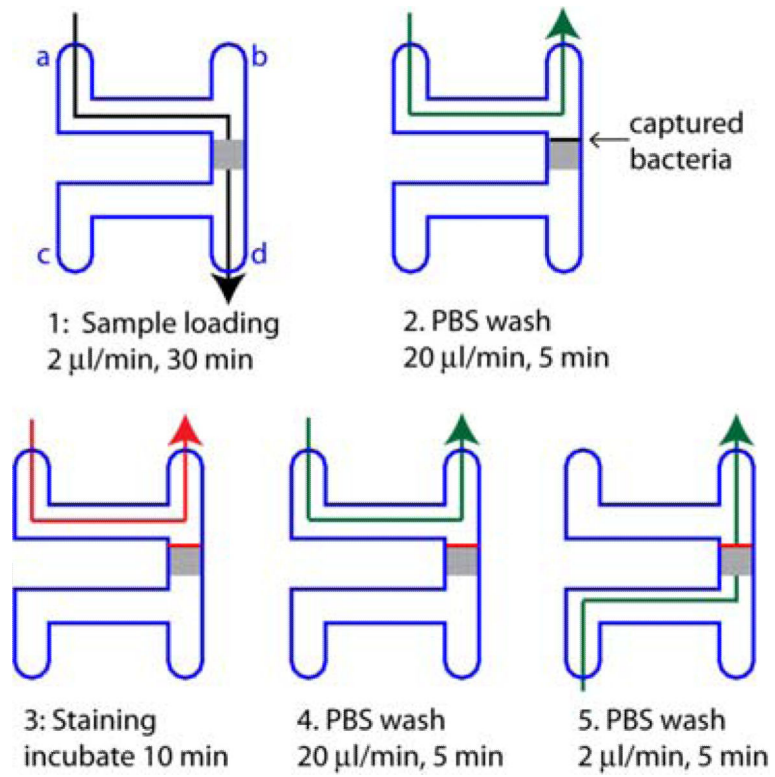 a
b
captured
bacteria
c
d
1: Sample loading
2 μl/min, 30 min
2. PBS wash
20 μl/min, 5 min
3: Staining
incubate 10 min
4. PBS wash
20 μl/min, 5 min
5. PBS wash
2 μl/min, 5 min